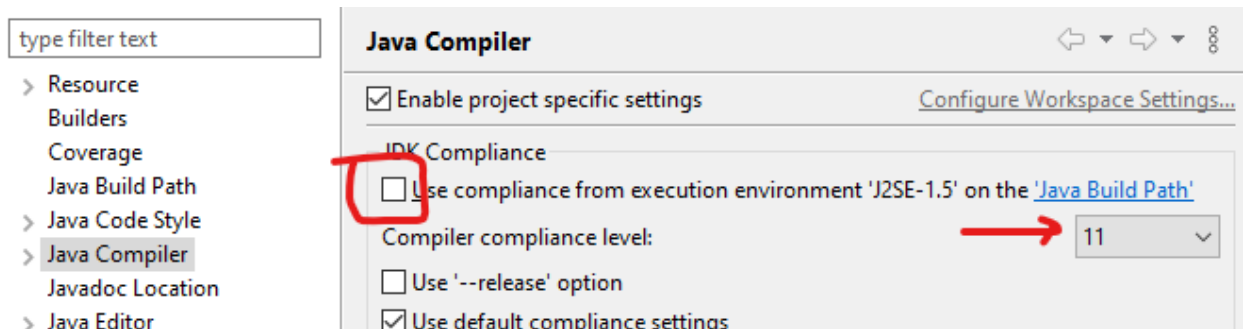 type filter text
Resource
Builders
Coverage
Java Build Path
Java Code Style
Java Compiler
Javadoc Location
Java Editor
Java Compiler
Enable project specific settings
Configure Workspace Settings...
JDK Compliance
Use compliance from execution environment 'J2SE-1.5' on the 'Java Build Path'
Compiler compliance level:
11
Use '--release' option
Use default compliance settings